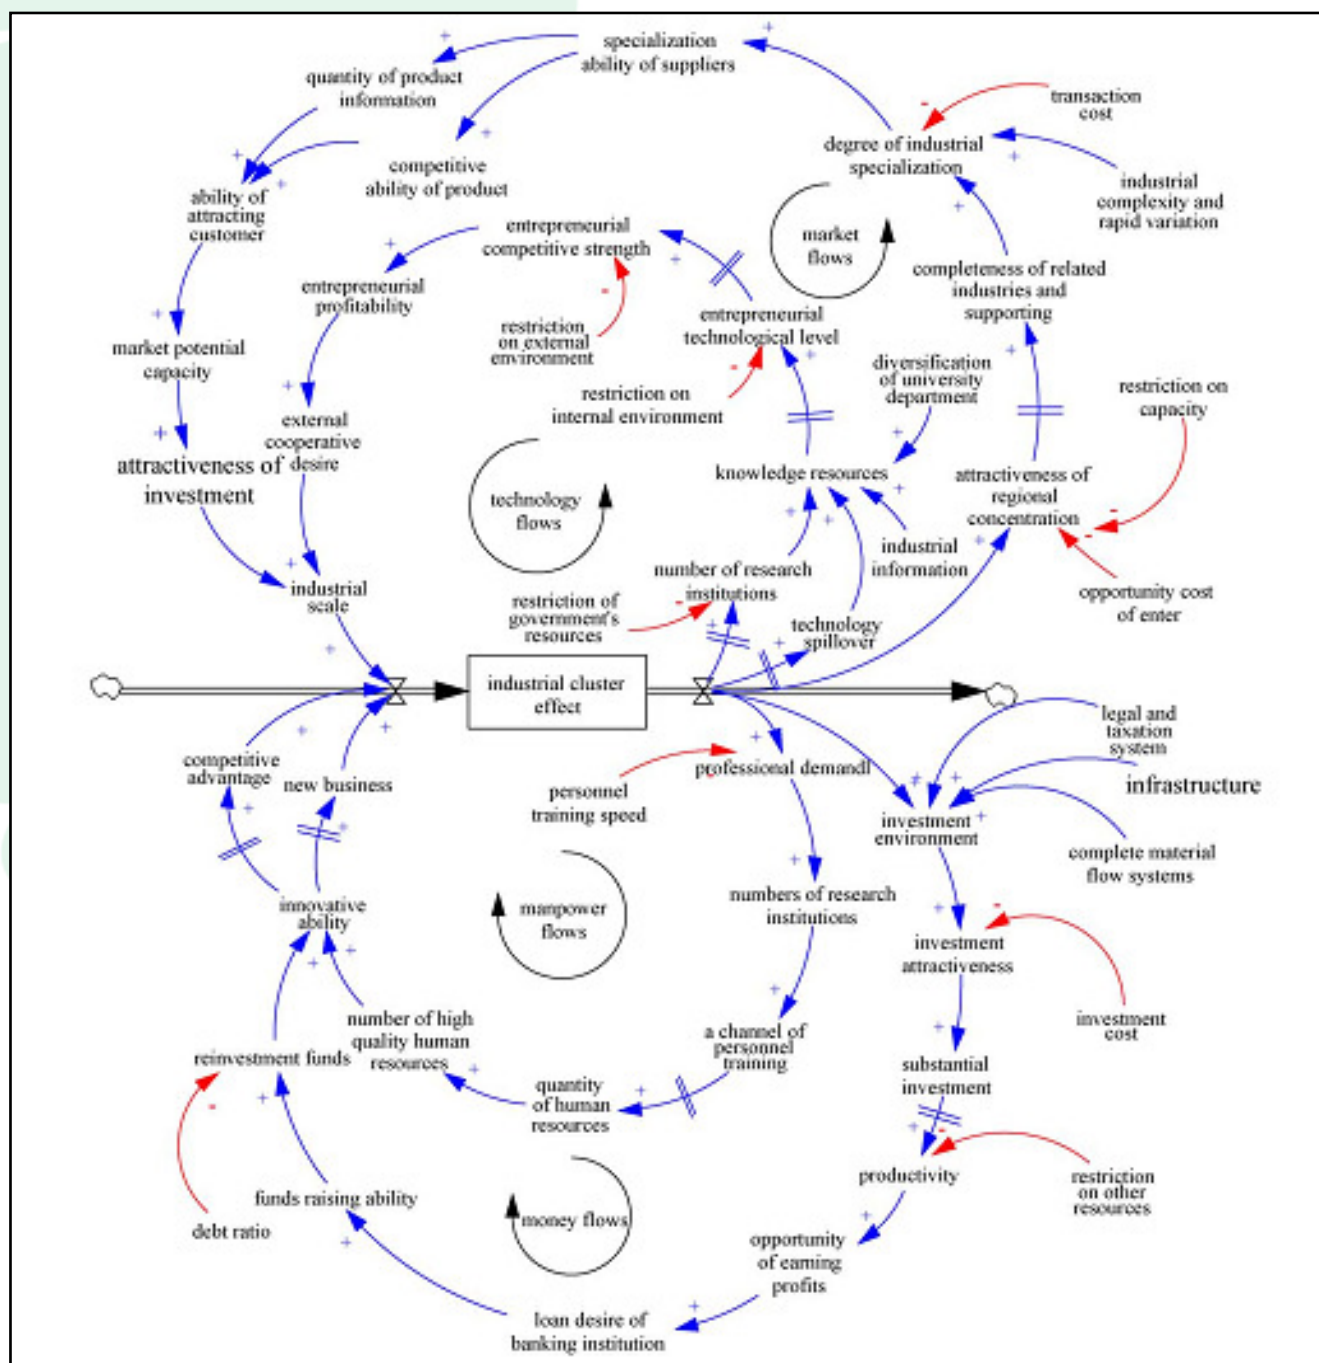 specialization
ability of suppliers
quantity of product
information
transaction
cost
degree of industrial
specialization
competitive
ability of product
industrial
complexity and
rapid variation
ability of
attracting
customer
entrepreneurial
competitive strength
market
flows
completeness of related
industries and
supporting
entrepreneurial
profitability
entrepreneurial
technological level
restriction
on external
environment
market potential
capacity
diversification
of university
department
restriction on
internal environment
restriction on
capacity
external
cooperative
desire
attractiveness of
investment
knowledge resources
attractiveness of
regional
concentration
technology
flows
industrial
information
number of research
institutions
industrial
scale
restriction of
government's
resources
opportunity cost
of enter
technology
spillover
industrial cluster
effect
legal and
taxation
system
competitive
advantage
new business
professional demandl
infrastructure
personnel
training speed
investment
environment
complete material
flow systems
innovative
ability
manpower
flows
numbers of research
institutions
investment
attractiveness
number of high
quality human
resources
a channel of
personnel
training
investment
cost
reinvestment funds
substantial
investment
quantity
of human
resources
productivity
restriction
on other
resources
funds raising ability
money flows
debt ratio
opportunity
of earning
profits
loan desire of
banking institution